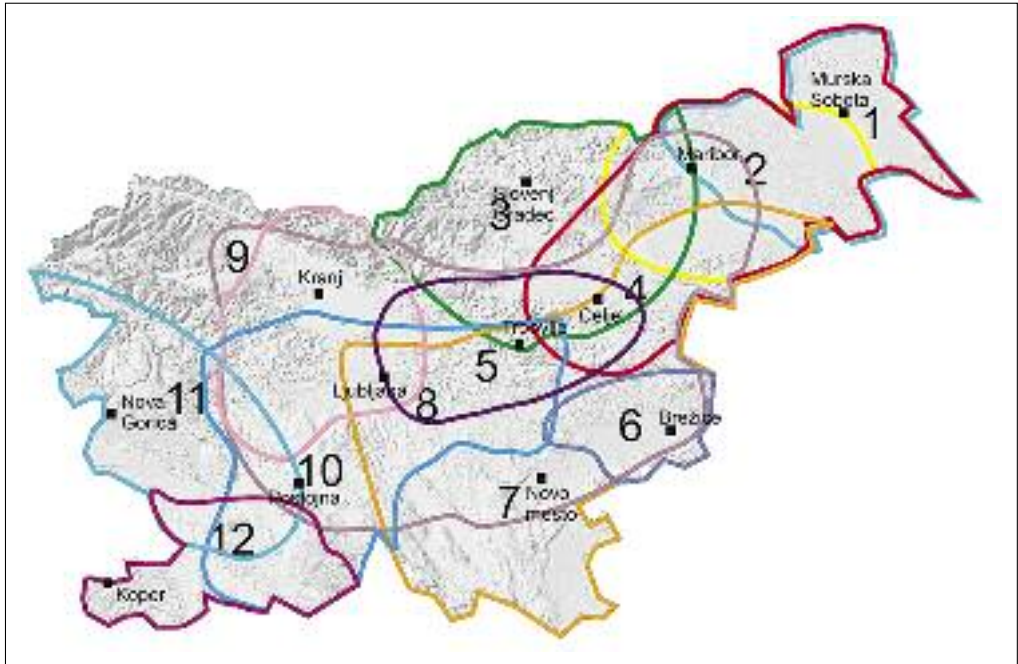 Murska
Sobota
1
Maribor
2
Slovenj
Gradec
3
9
Kranj
4
Celje
Trbovlje
5
Ljubljana
8
11
Nova
Gorica
6
Brežice
10
Postojna
7
Novo
mesto
12
Koper